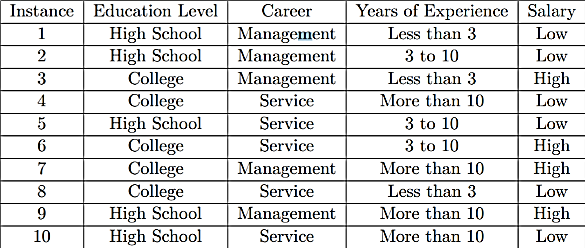 Instance Education Level Career Years of Experience Salary
1 High School Management Less than 3 Low
2 High School Management 3 to 10 Low
3 College Management Less than 3 High
4 College Service More than 10 Low
5 High School Service 3 to 10 Low
6 College Service 3 to 10 High
7 College Management More than 10 High
8 College Service Less than 3 Low
9 High School Management More than 10 High
10 High School Service More than 10 Low